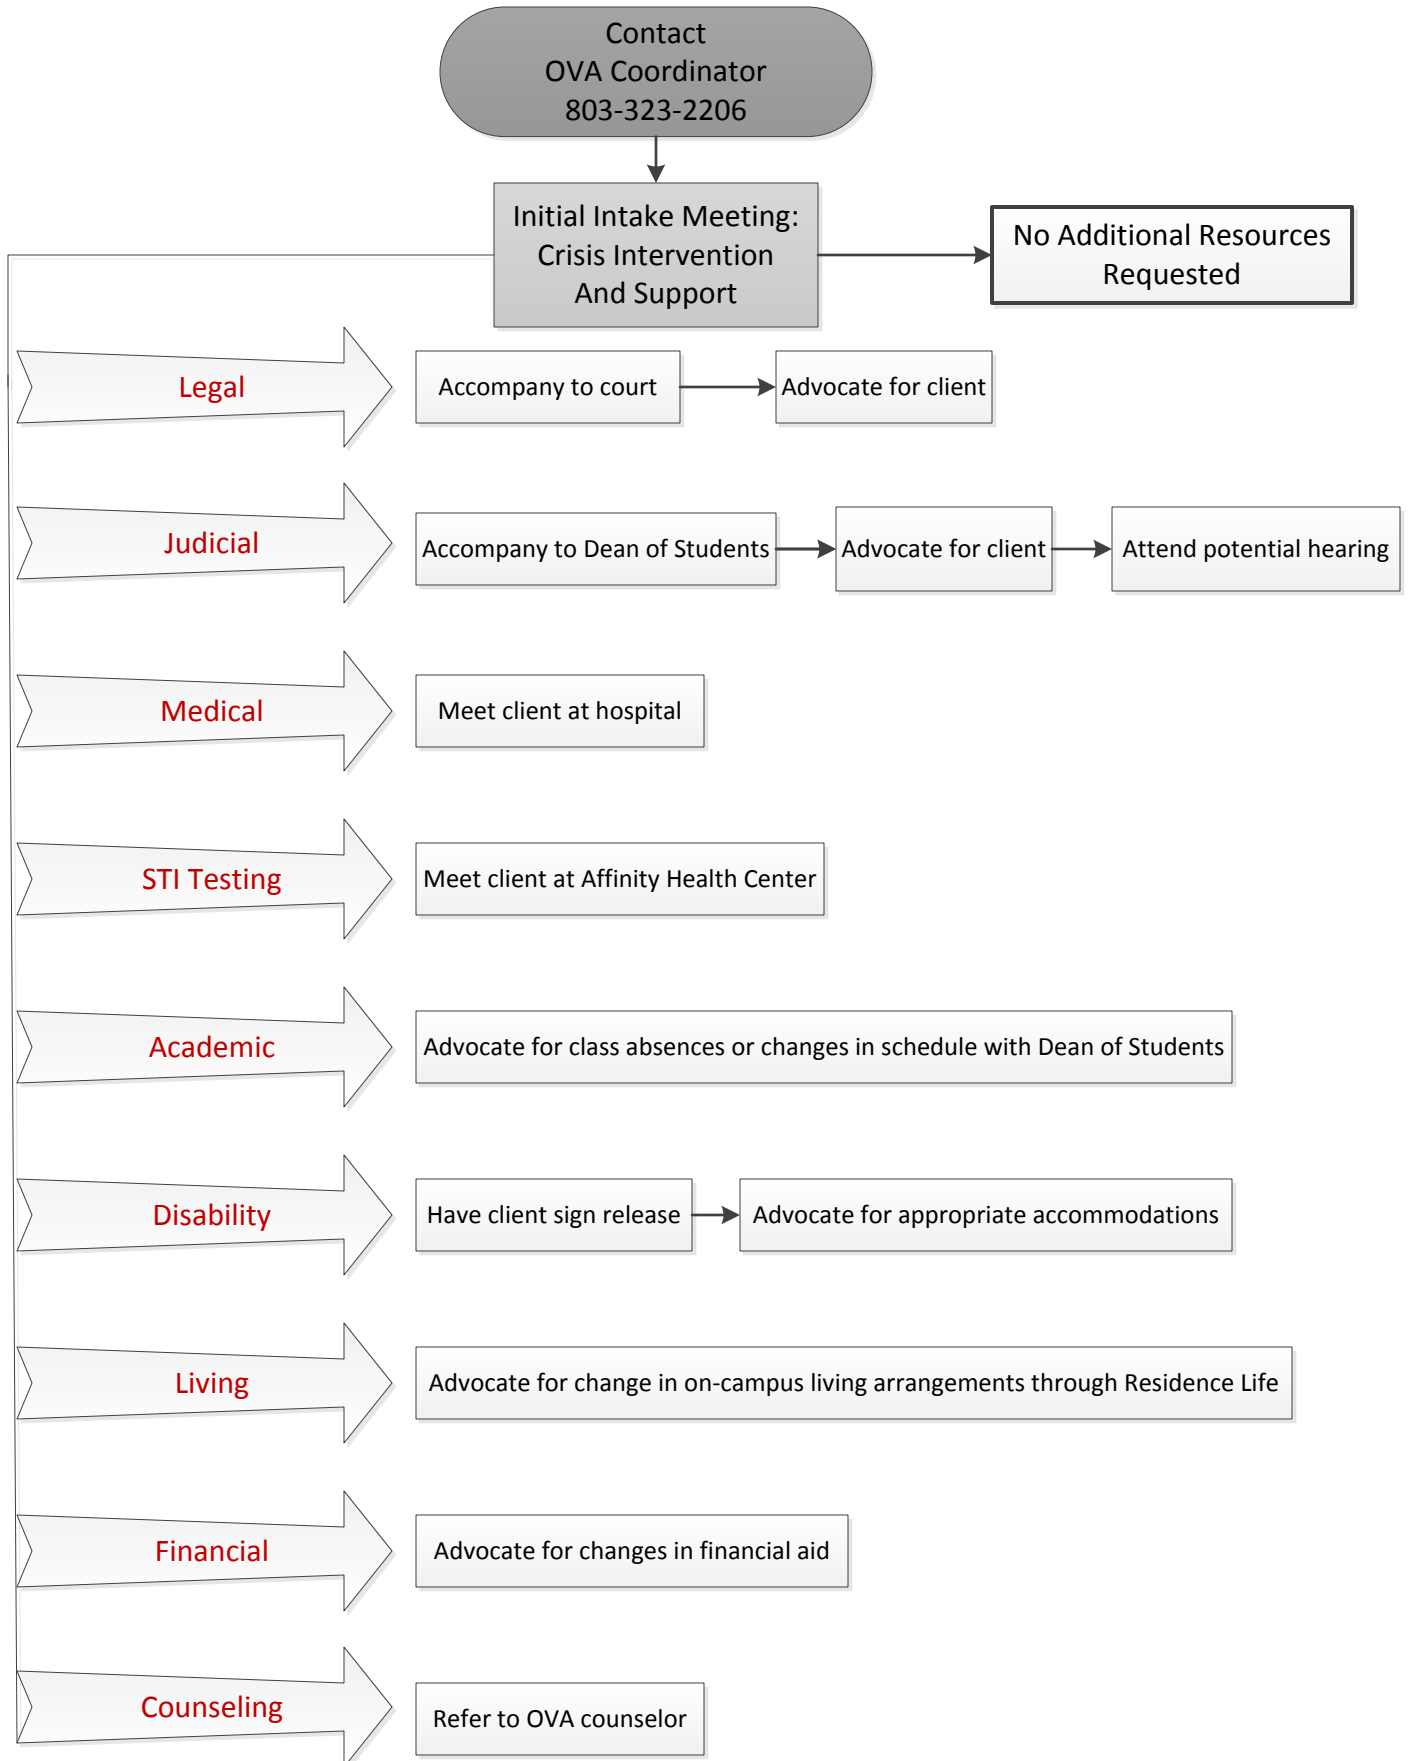 Contact
OVA Coordinator
803-323-2206
Initial Intake Meeting:
Crisis Intervention
And Support
No Additional Resources
Requested
Legal
Accompany to court
Advocate for client
Judicial
Accompany to Dean of Students
Advocate for client
Attend potential hearing
Medical
Meet client at hospital
STI Testing
Meet client at Affinity Health Center
Academic
Advocate for class absences or changes in schedule with Dean of Students
Disability
Have client sign release
Advocate for appropriate accommodations
Living
Advocate for change in on-campus living arrangements through Residence Life
Financial
Advocate for changes in financial aid
Counseling
Refer to OVA counselor